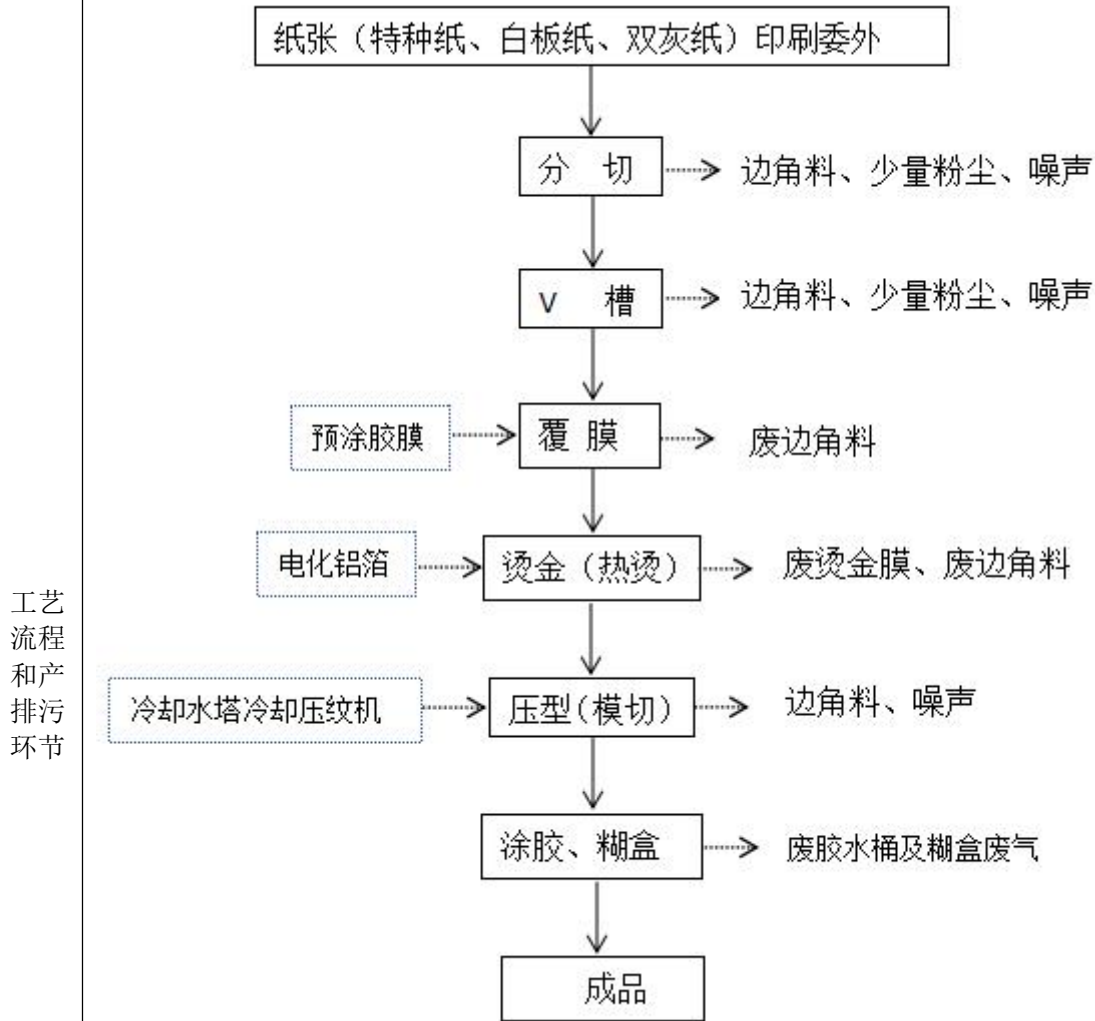 纸张（特种纸、白板纸、双灰纸）印刷委外
分 切
边角料、少量粉尘、噪声
V 槽
边角料、少量粉尘、噪声
预涂胶膜
覆 膜
废边角料
电化铝箔
烫金（热烫）
废烫金膜、废边角料
工艺
流程
和产
排污
环节
冷却水塔冷却压纹机
压型(模切）
边角料、噪声
涂胶、糊盒
废胶水桶及糊盒废气
成品